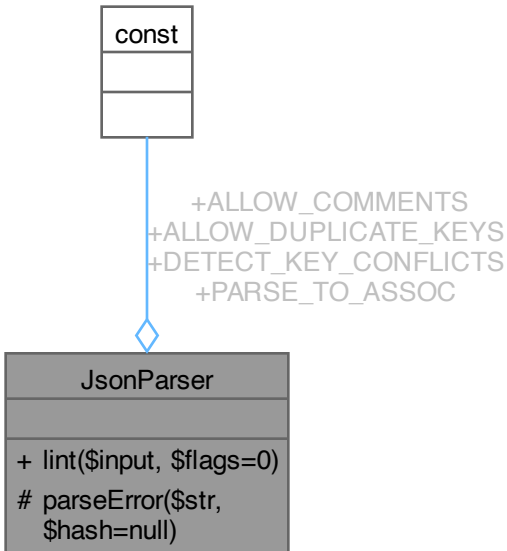 const
+ALLOW_COMMENTS
+ALLOW_DUPLICATE_KEYS
+DETECT_KEY_CONFLICTS
+PARSE_TO_ASSOC
JsonParser
+ lint($input, $flags=0)
# parseError($str,
$hash=null)